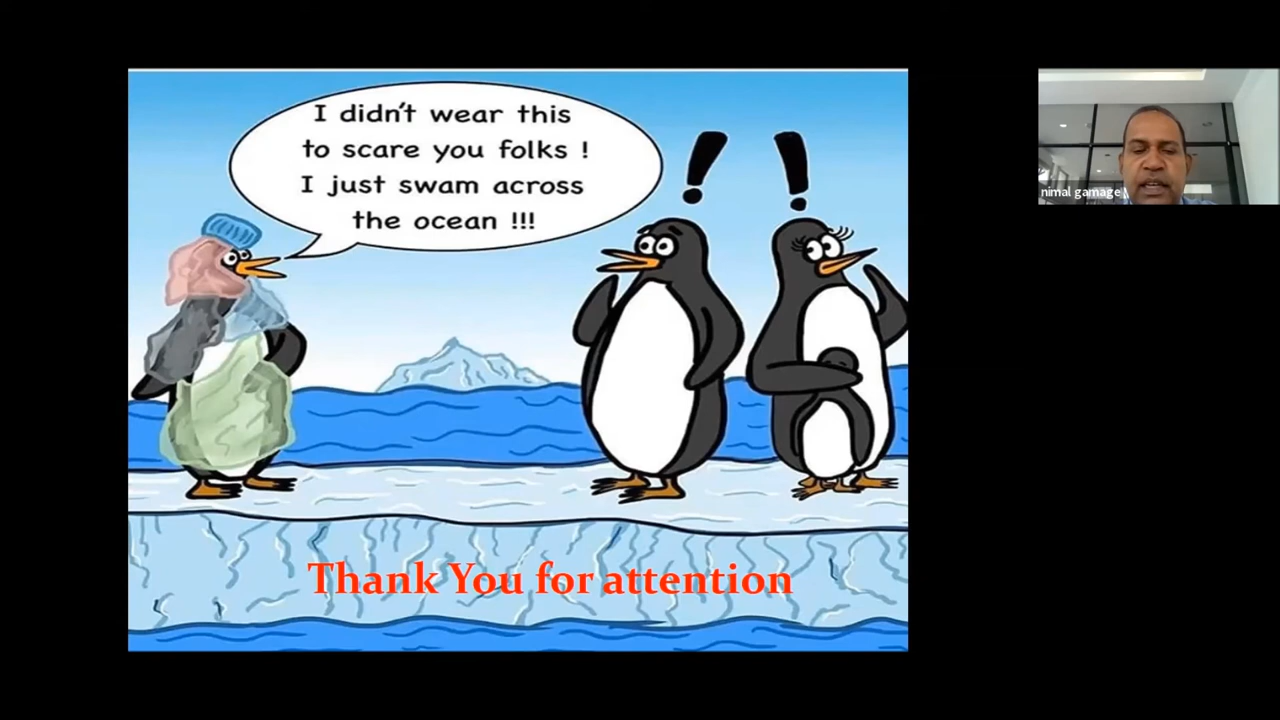 I didn't wear this
to scare you folks !
I just swam across
the ocean !!!
nimal gamage
Thank You for attention